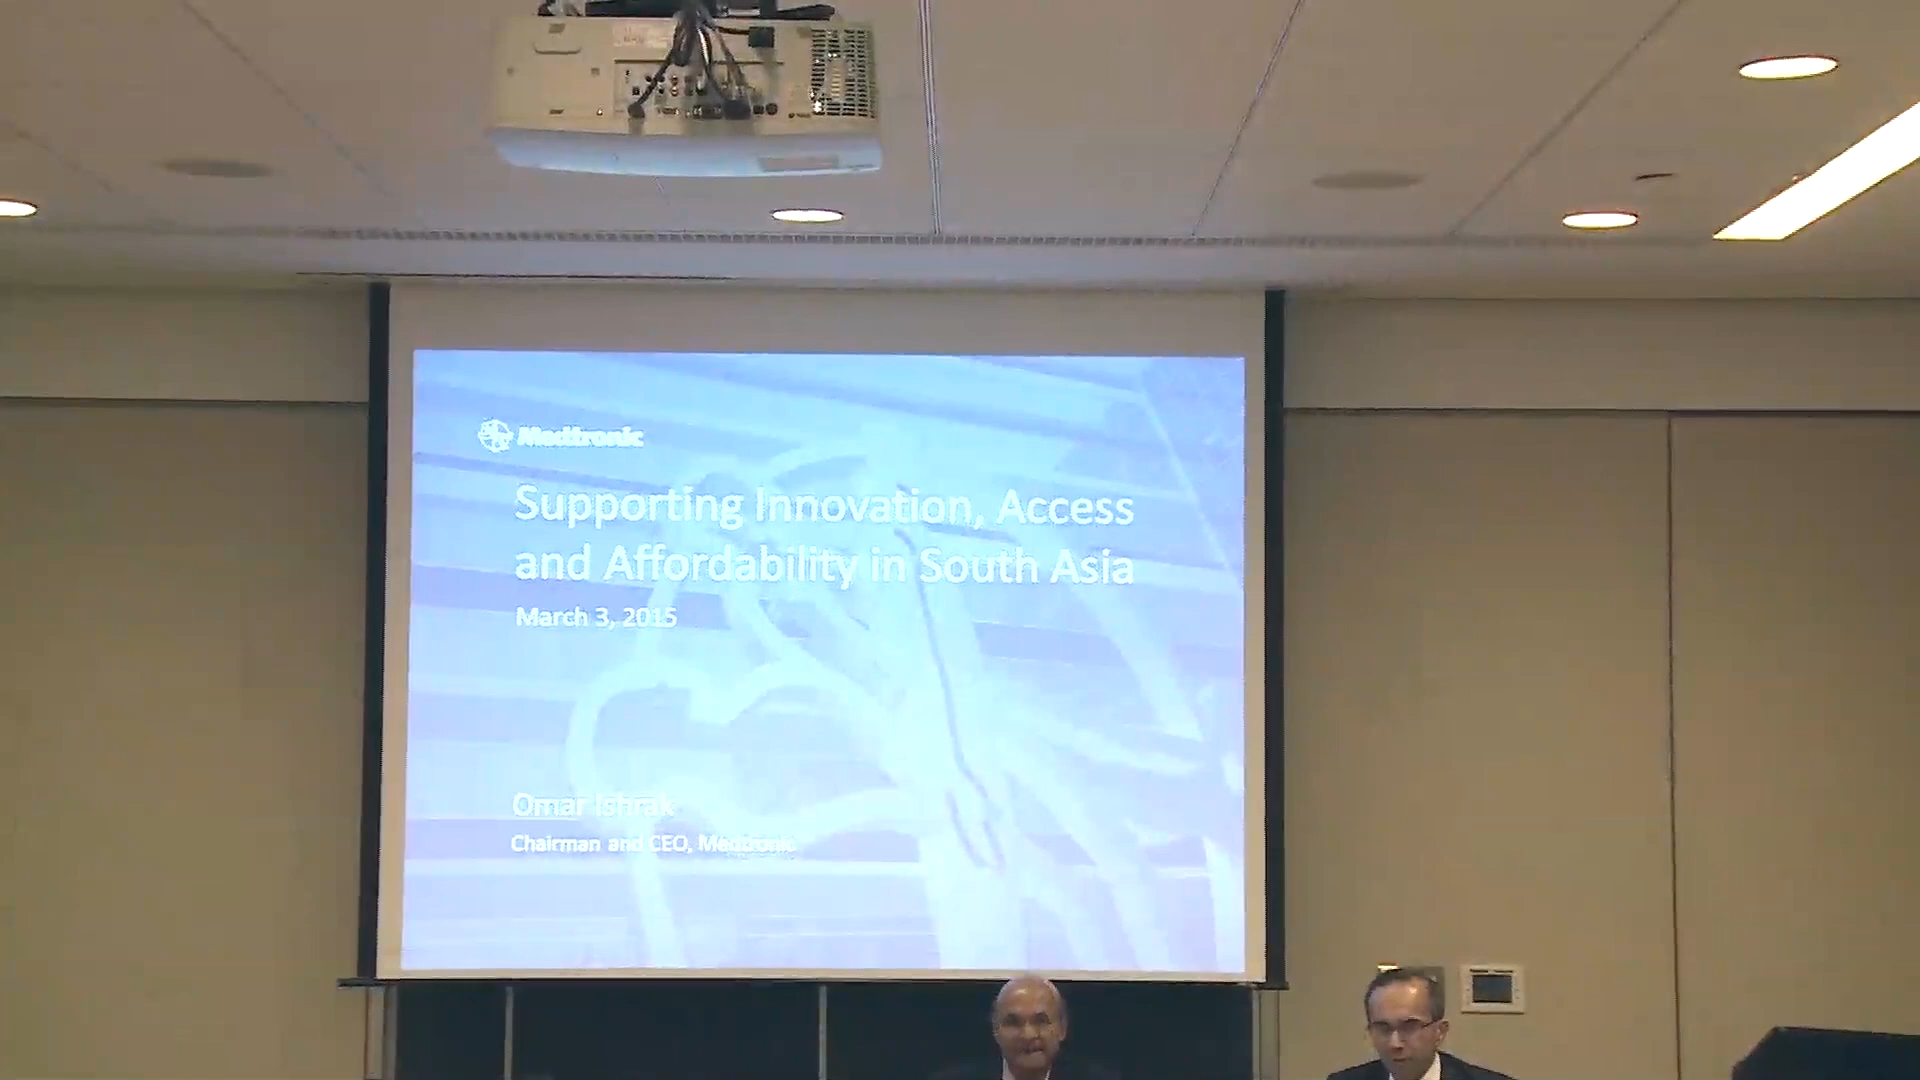 Medtronic
Supporting Innovation, Access
and Affordability in South Asia
March 3, 2015
Omar Ishrak
Chairman and CEO, Medtronic